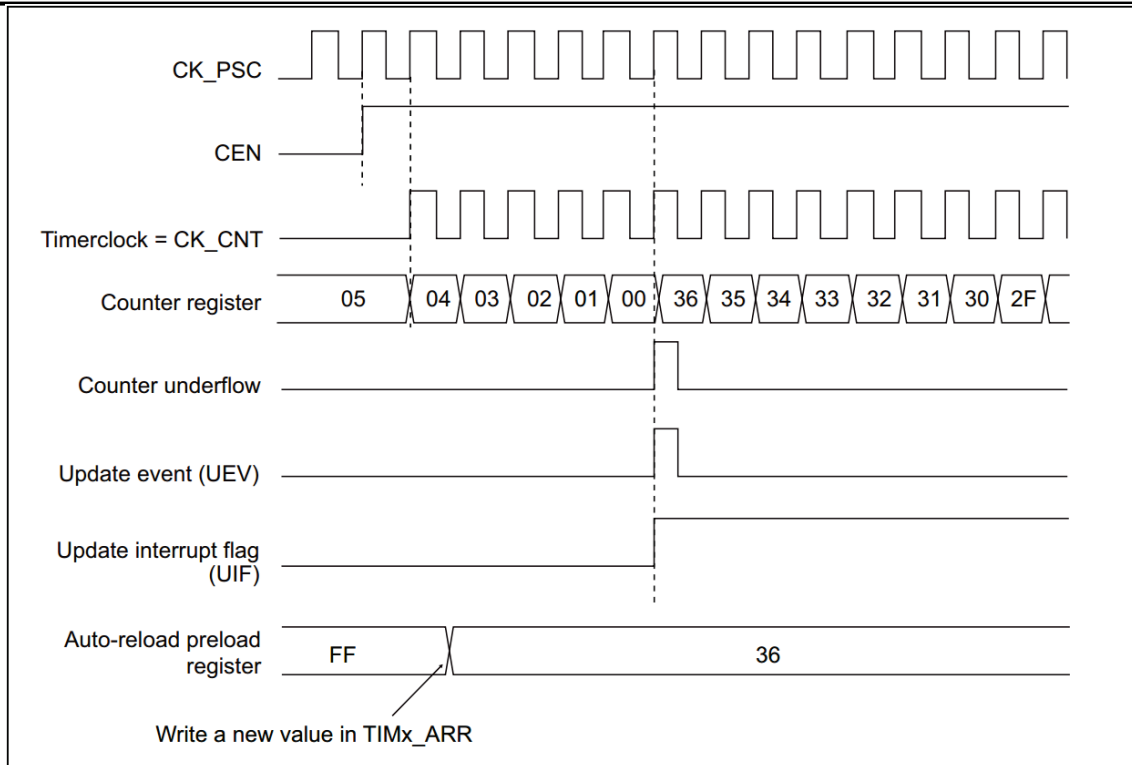 CK_PSC
CEN
Timerclock = CK_CNT
Counter register 05 04 03 02 01 00 36 35 34 33 32 31 30 2F
Counter underflow
Update event (UEV)
Update interrupt flag
(UIF)
Auto-reload preload
register FF 36
Write a new value in TIMx_ARR